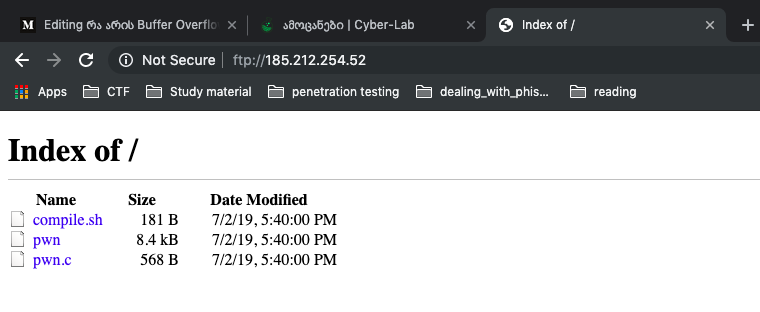 Editing რა არის Buffer Overflo
ამოცანები | Cyber-Lab
Index of /
Not Secure | ftp://185.212.254.52
Apps CTF Study material penetration testing dealing_with_phis... reading
Index of /
Name Size Date Modified
compile.sh 181 B 7/2/19, 5:40:00 PM
pwn 8.4 kB 7/2/19, 5:40:00 PM
pwn.c 568 B 7/2/19, 5:40:00 PM